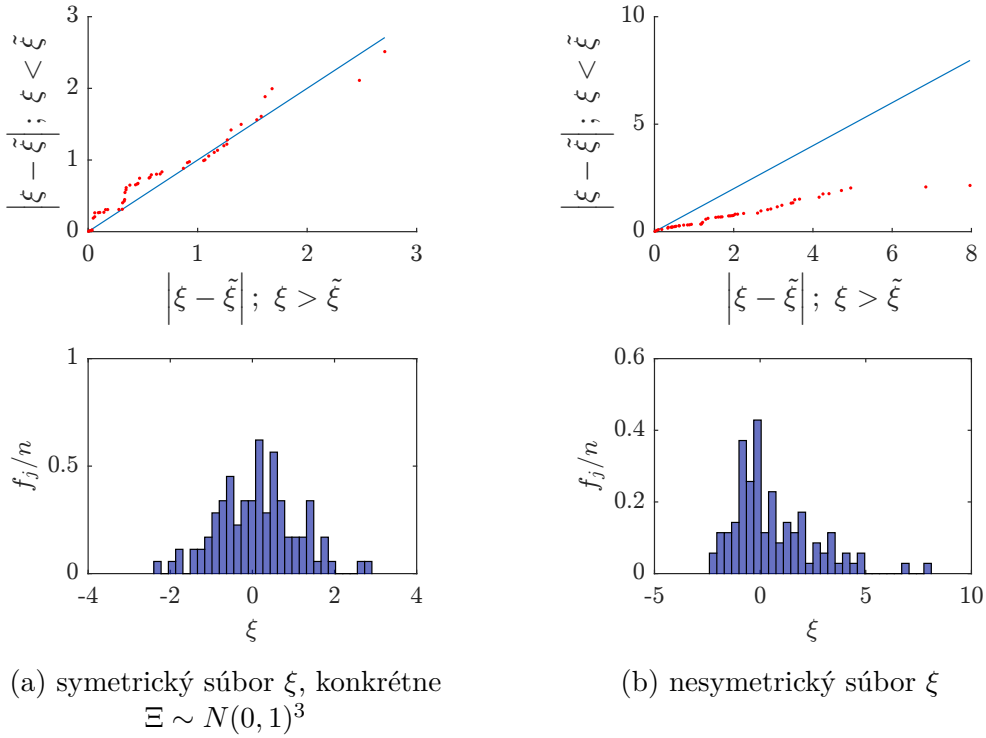 3
2
1
0
|ξ − ξ̃| ; ξ < ξ̃
0 1 2 3
|ξ − ξ̃| ; ξ > ξ̃
10
5
0
|ξ − ξ̃| ; ξ < ξ̃
0 2 4 6 8
|ξ − ξ̃| ; ξ > ξ̃
1
0.5
0
f_j/n
-4 -2 0 2 4
ξ
0.6
0.4
0.2
0
f_j/n
-5 0 5 10
ξ
(a) symetrický súbor ξ, konkrétne
Ξ ∼ N(0, 1)³
(b) nesymetrický súbor ξ